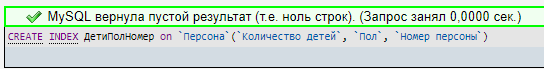 MySQL вернула пустой результат (т.е. ноль строк). (Запрос занял 0,0000 сек.)
CREATE INDEX ДетиПолНомер on `Персона`(`Количество детей`, `Пол`, `Номер персоны`)